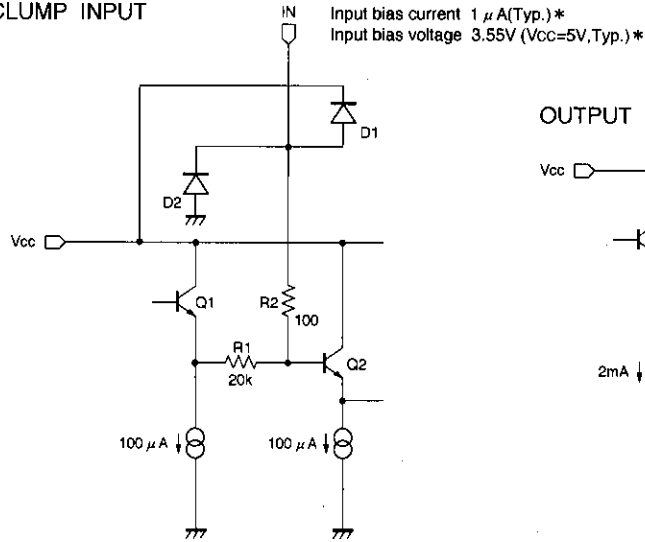 CLUMP INPUT
IN
Input bias current 1 μA(Typ.)*
Input bias voltage 3.55V (Vcc=5V,Typ.)*
D1
D2
Vcc
Q1
R2
100
R1
20k
Q2
100 μA
100 μA
OUTPUT
Vcc
2mA